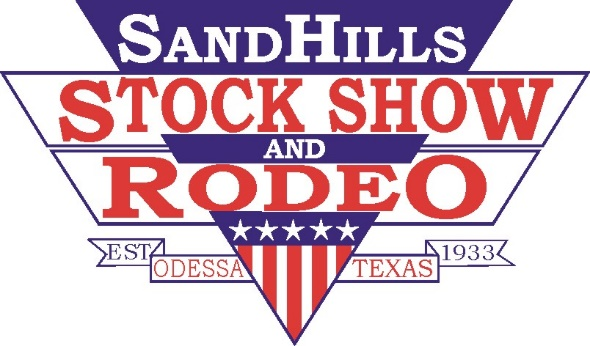 SANDHILLS
STOCK SHOW
AND
RODEO
EST ODESSA TEXAS 1933